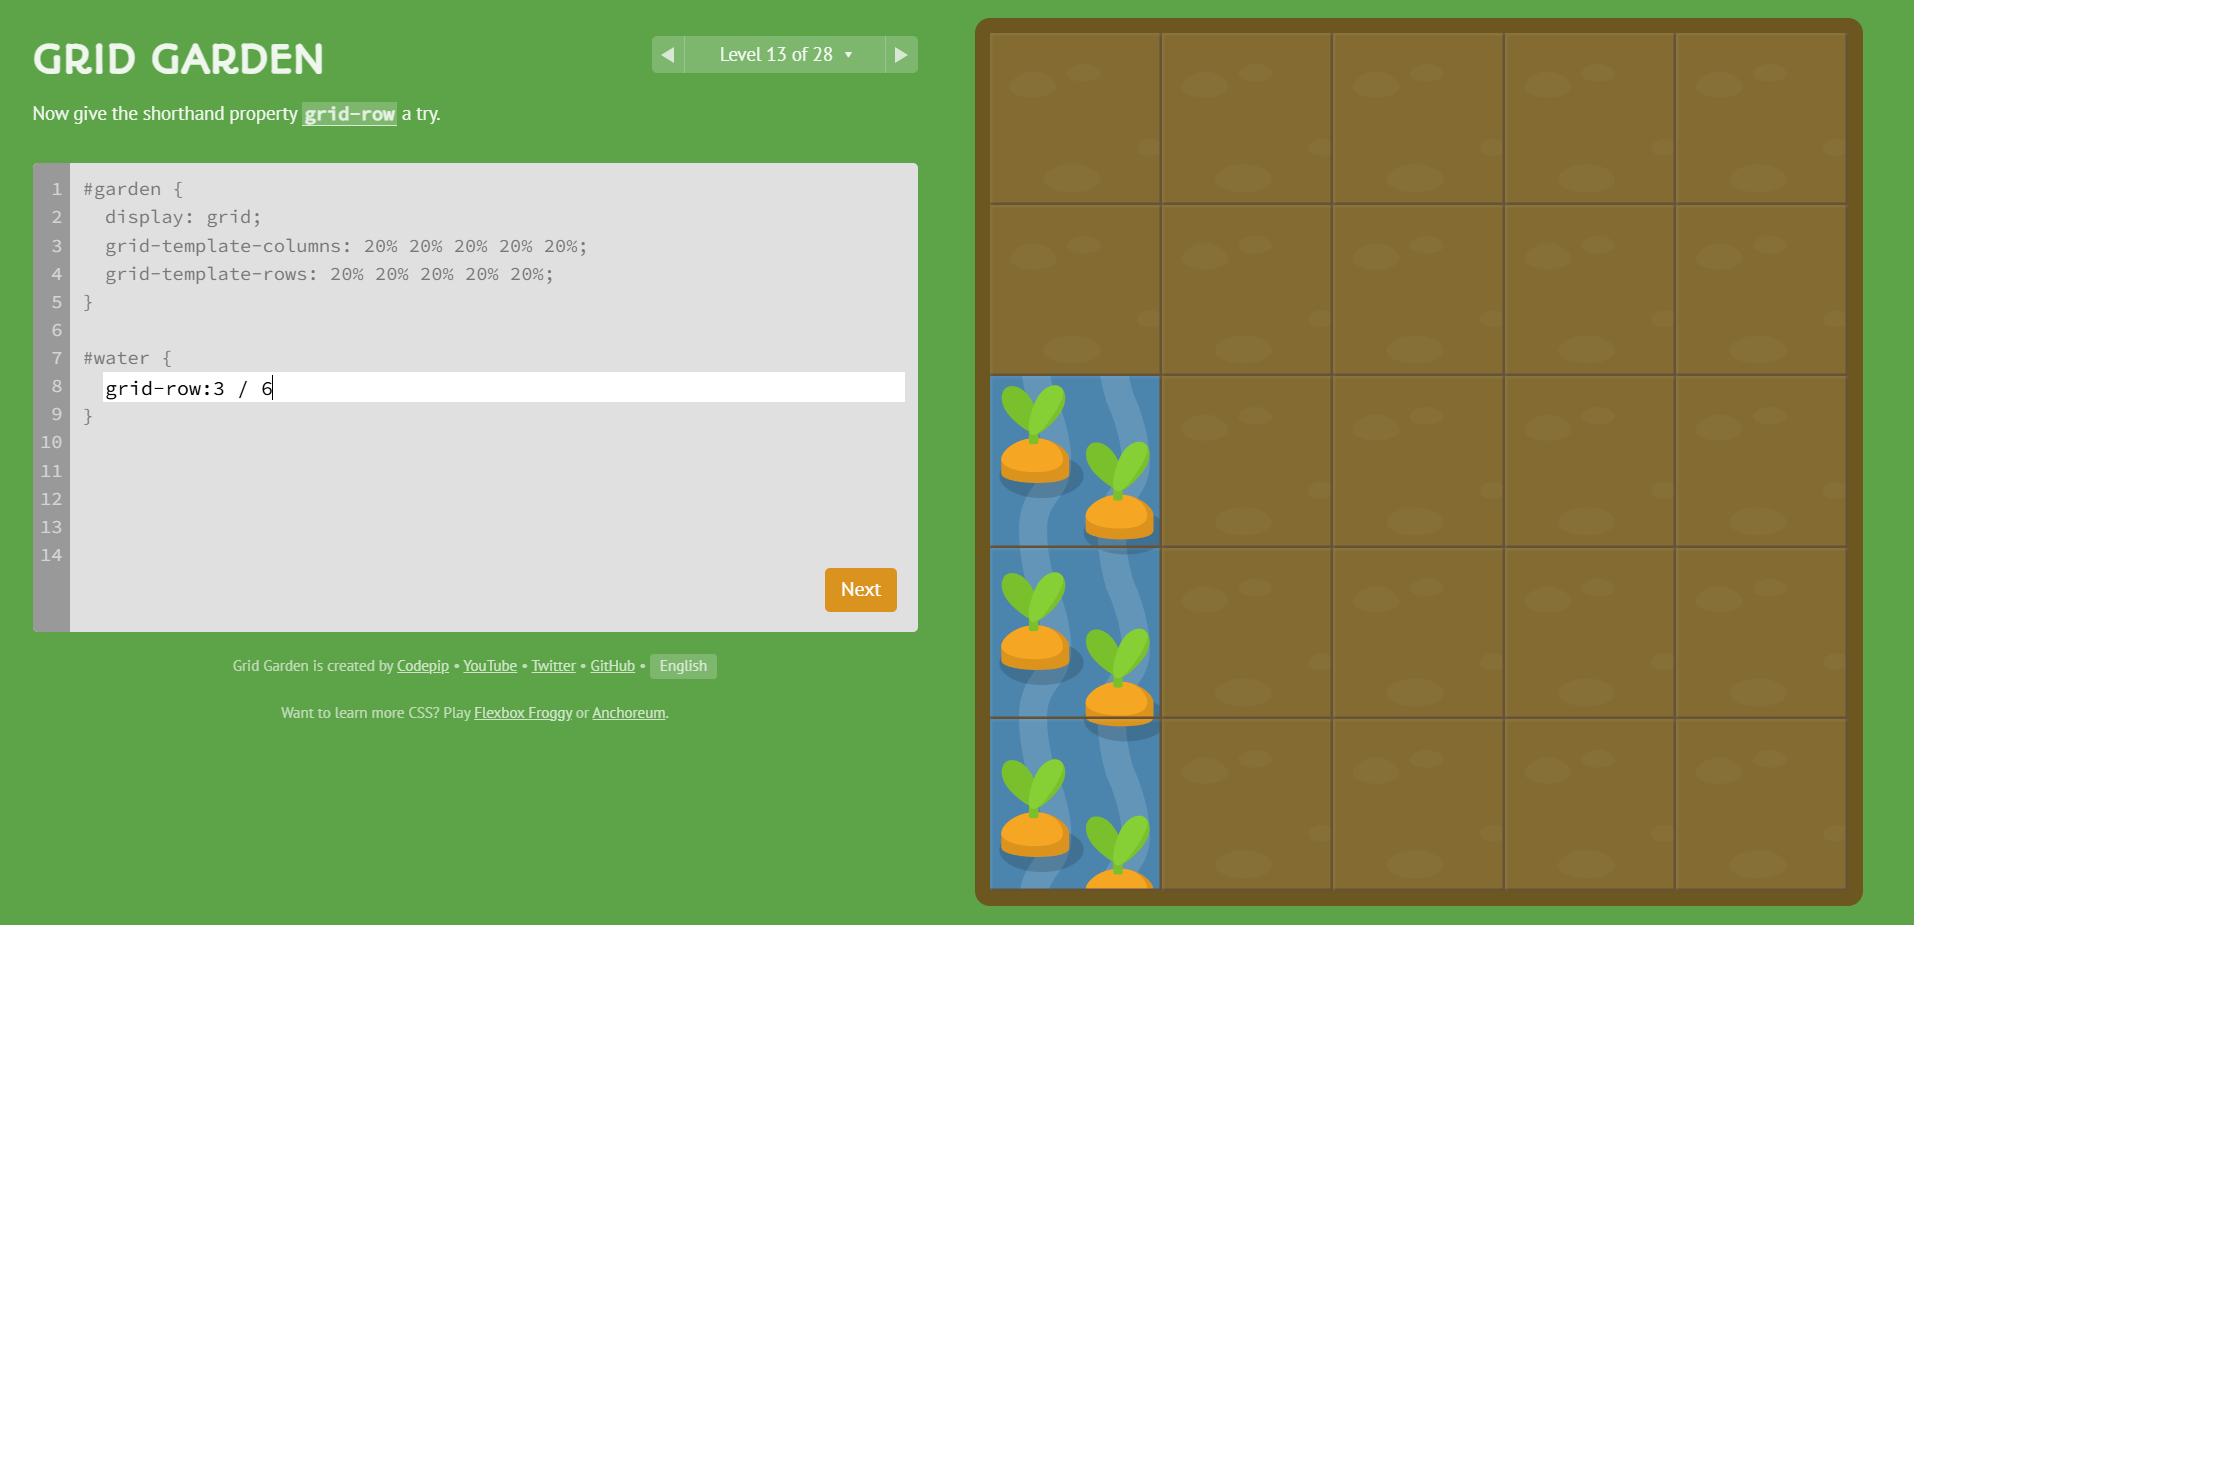 GRID GARDEN
Level 13 of 28
Now give the shorthand property grid-row a try.
1 #garden {
2 display: grid;
3 grid-template-columns: 20% 20% 20% 20% 20%;
4 grid-template-rows: 20% 20% 20% 20% 20%;
5 }
6
7 #water {
8 grid-row:3 / 6
9 }
10
11
12
13
14
Next
Grid Garden is created by Codepip • YouTube • Twitter • GitHub • English
Want to learn more CSS? Play Flexbox Froggy or Anchoreum.